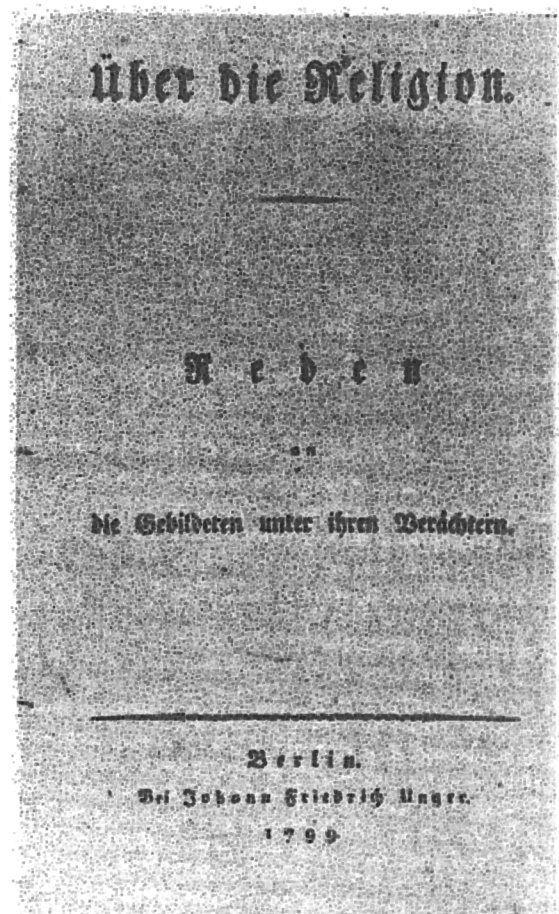 Über die Religion.
Reden
an
die Gebildeten unter ihren Verächtern.
Berlin.
Bei Johann Friedrich Unger.
1799